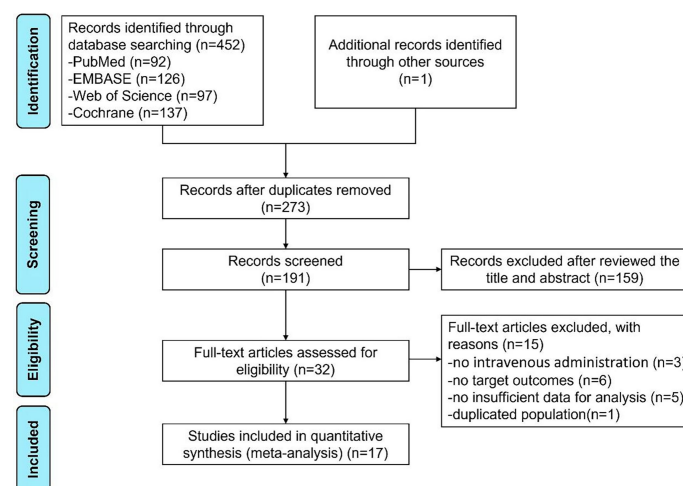 Identification
Records identified through
database searching (n=452)
-PubMed (n=92)
-EMBASE (n=126)
-Web of Science (n=97)
-Cochrane (n=137)
Additional records identified
through other sources
(n=1)
Screening
Records after duplicates removed
(n=273)
Records screened
(n=191)
Records excluded after reviewed the
title and abstract (n=159)
Eligibility
Full-text articles assessed for
eligibility (n=32)
Full-text articles excluded, with
reasons (n=15)
-no intravenous administration (n=3)
-no target outcomes (n=6)
-no insufficient data for analysis (n=5)
-duplicated population(n=1)
Included
Studies included in quantitative
synthesis (meta-analysis) (n=17)